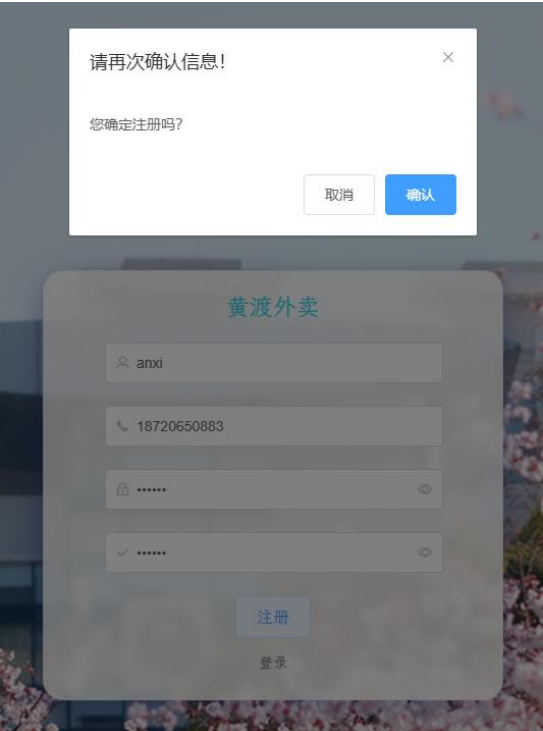 请再次确认信息!
您确定注册吗?
取消
确认
黄渡外卖
anxi
18720650883
••••••
••••••
注册
登录